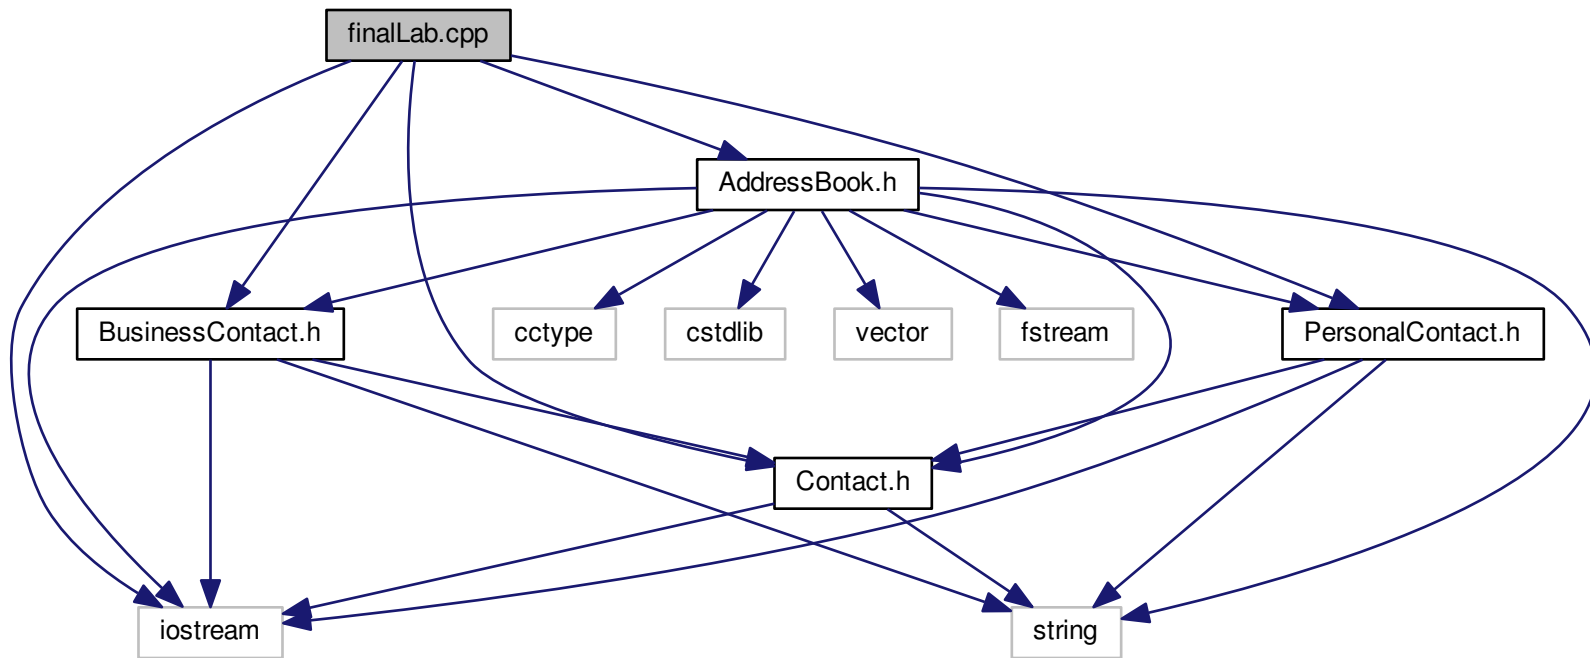 finalLab.cpp
AddressBook.h
BusinessContact.h
cctype
cstdlib
vector
fstream
PersonalContact.h
Contact.h
iostream
string